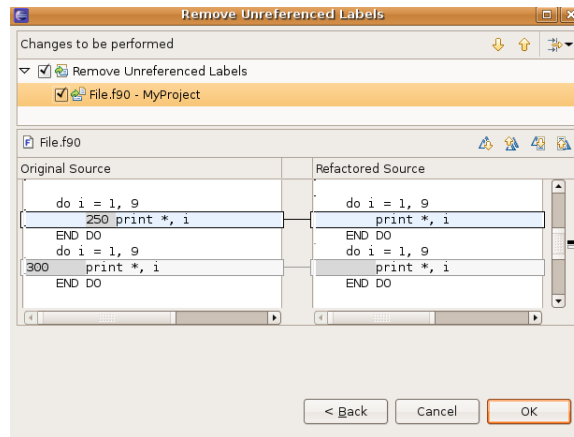 Remove Unreferenced Labels
Changes to be performed
Remove Unreferenced Labels
File.f90 - MyProject
File.f90
Original Source
do i = 1, 9
250 print *, i
END DO
do i = 1, 9
300 print *, i
END DO
Refactored Source
do i = 1, 9
print *, i
END DO
do i = 1, 9
print *, i
END DO
< Back
Cancel
OK